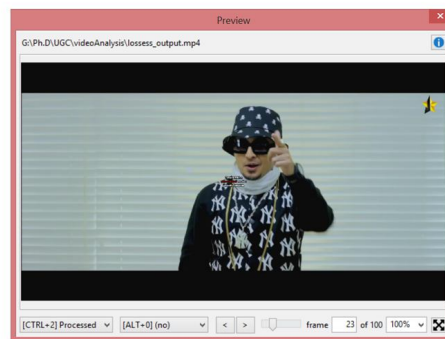 Preview
G:\Ph.D\UGC\videoAnalysis\lossess_output.mp4
[CTRL+2] Processed [ALT+0] (no) < > frame 23 of 100 100%